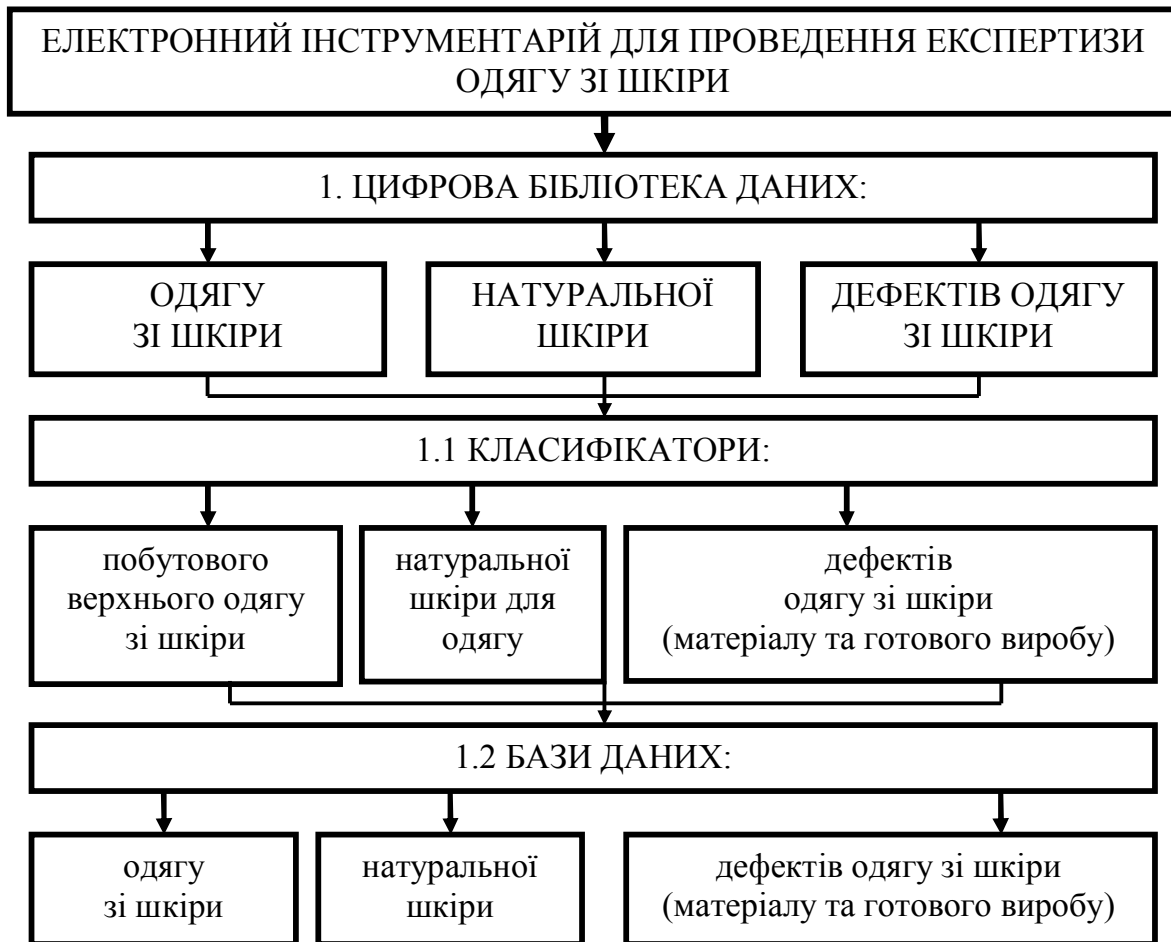 ЕЛЕКТРОННИЙ ІНСТРУМЕНТАРІЙ ДЛЯ ПРОВЕДЕННЯ ЕКСПЕРТИЗИ
ОДЯГУ ЗІ ШКІРИ
1. ЦИФРОВА БІБЛІОТЕКА ДАНИХ:
ОДЯГУ
ЗІ ШКІРИ
НАТУРАЛЬНОЇ
ШКІРИ
ДЕФЕКТІВ ОДЯГУ
ЗІ ШКІРИ
1.1 КЛАСИФІКАТОРИ:
побутового
верхнього одягу
зі шкіри
натуральної
шкіри для
одягу
дефектів
одягу зі шкіри
(матеріалу та готового виробу)
1.2 БАЗИ ДАНИХ:
одягу
зі шкіри
натуральної
шкіри
дефектів одягу зі шкіри
(матеріалу та готового виробу)